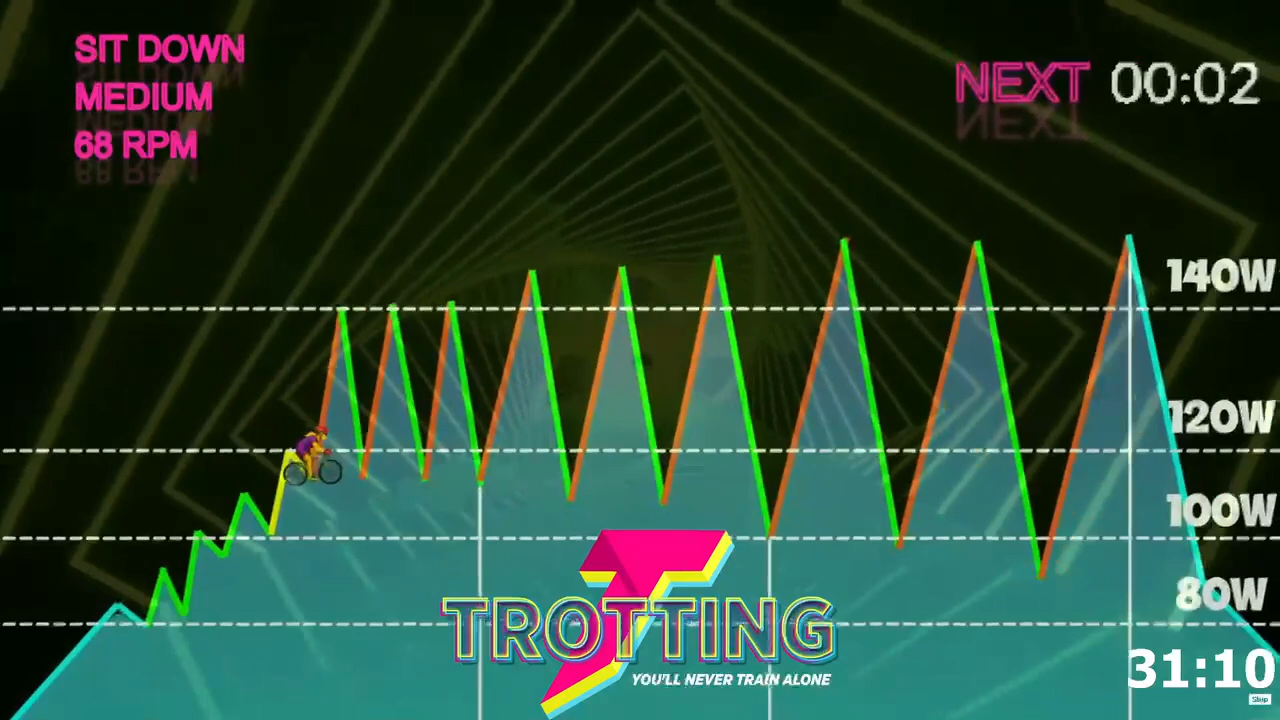 SIT DOWN
MEDIUM
68 RPM
NEXT 00:02
140W
120W
100W
80W
TROTTING
YOU'LL NEVER TRAIN ALONE
31:10
Skip